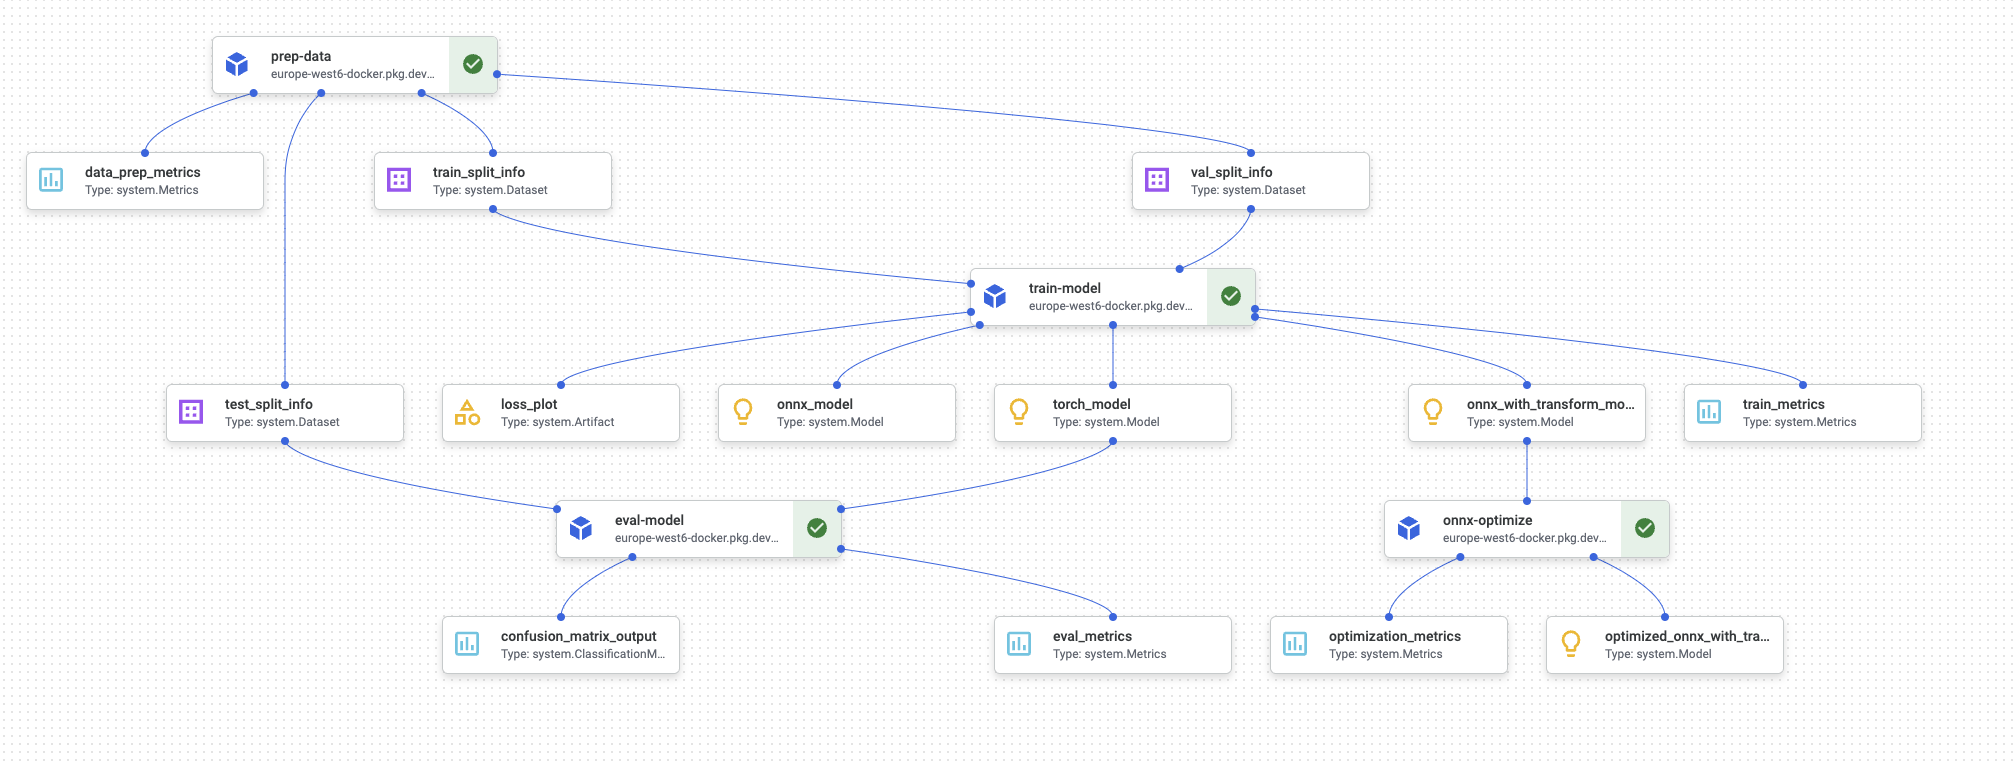 prep-data
europe-west6-docker.pkg.dev...
data_prep_metrics
Type: system.Metrics
train_split_info
Type: system.Dataset
val_split_info
Type: system.Dataset
train-model
europe-west6-docker.pkg.dev...
test_split_info
Type: system.Dataset
loss_plot
Type: system.Artifact
onnx_model
Type: system.Model
torch_model
Type: system.Model
onnx_with_transform_mo...
Type: system.Model
train_metrics
Type: system.Metrics
eval-model
europe-west6-docker.pkg.dev...
onnx-optimize
europe-west6-docker.pkg.dev...
confusion_matrix_output
Type: system.ClassificationM...
eval_metrics
Type: system.Metrics
optimization_metrics
Type: system.Metrics
optimized_onnx_with_tra...
Type: system.Model